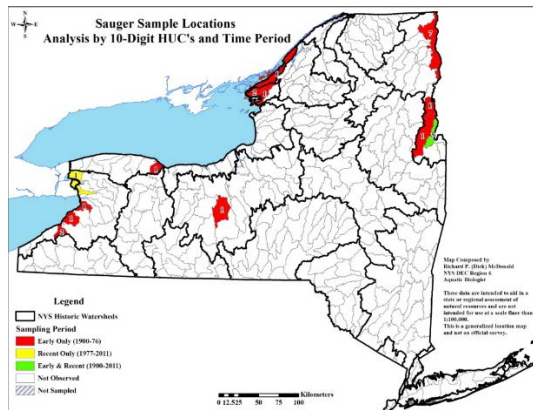 Sauger Sample Locations
Analysis by 10-Digit HUC's and Time Period
N
W
E
S
7
1
1
1
Map Composed by
Richard P. (Dick) McDonald
NYS DEC Region 6
Aquatic Biologist
These data are intended to aid in a
state or regional assessment of
natural resources and are not
intended for use at a scale finer than
1:100,000.
This is a generalized location map
and not an official survey.
Legend
NYS Historic Watersheds
Sampling Period
Early Only (1900-76)
Recent Only (1977-2011)
Early & Recent (1900-2011)
Not Observed
Not Sampled
Kilometers
0 12.525 50 75 100